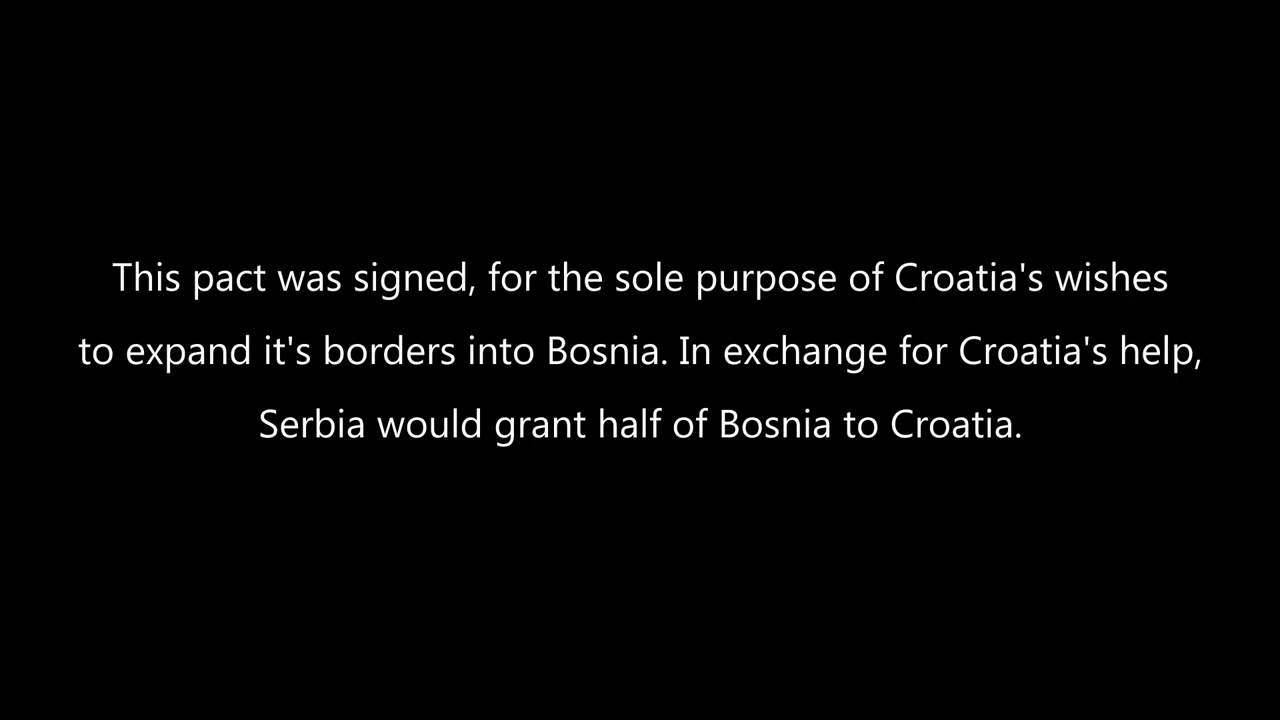 This pact was signed, for the sole purpose of Croatia's wishes
to expand it's borders into Bosnia. In exchange for Croatia's help,
Serbia would grant half of Bosnia to Croatia.